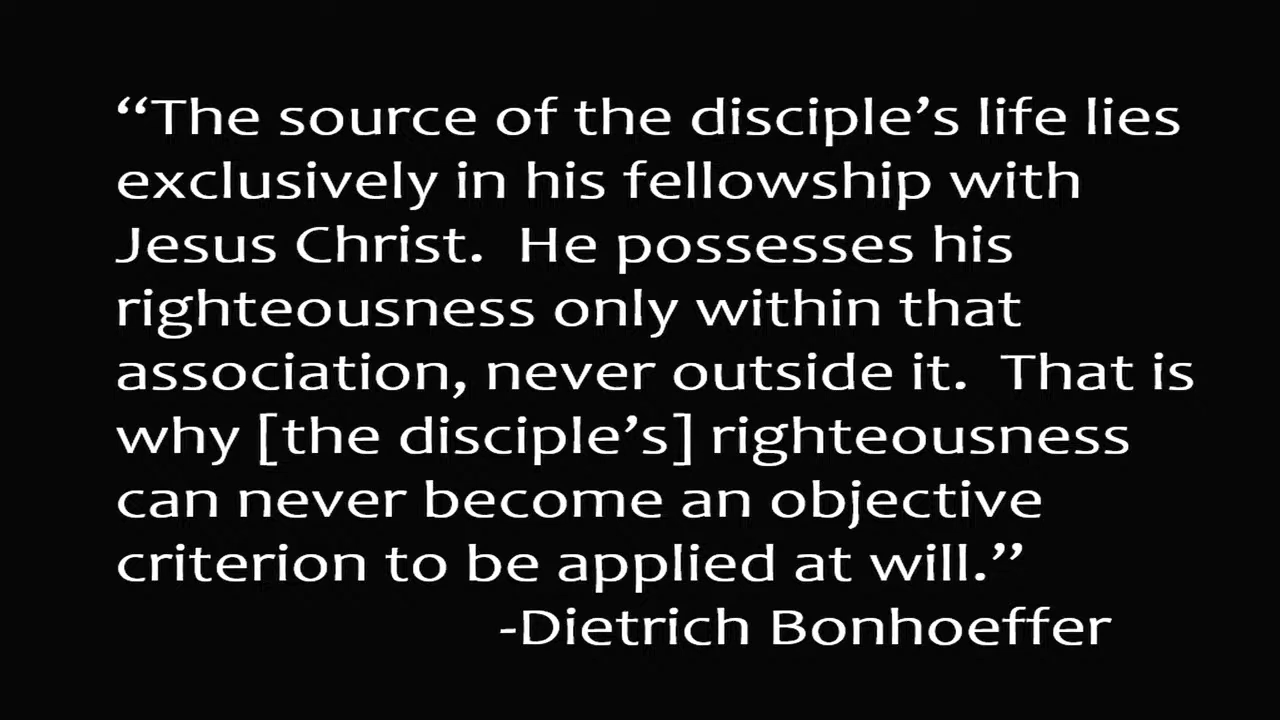 “The source of the disciple’s life lies
exclusively in his fellowship with
Jesus Christ.  He possesses his
righteousness only within that
association, never outside it.  That is
why [the disciple’s] righteousness
can never become an objective
criterion to be applied at will.”
-Dietrich Bonhoeffer